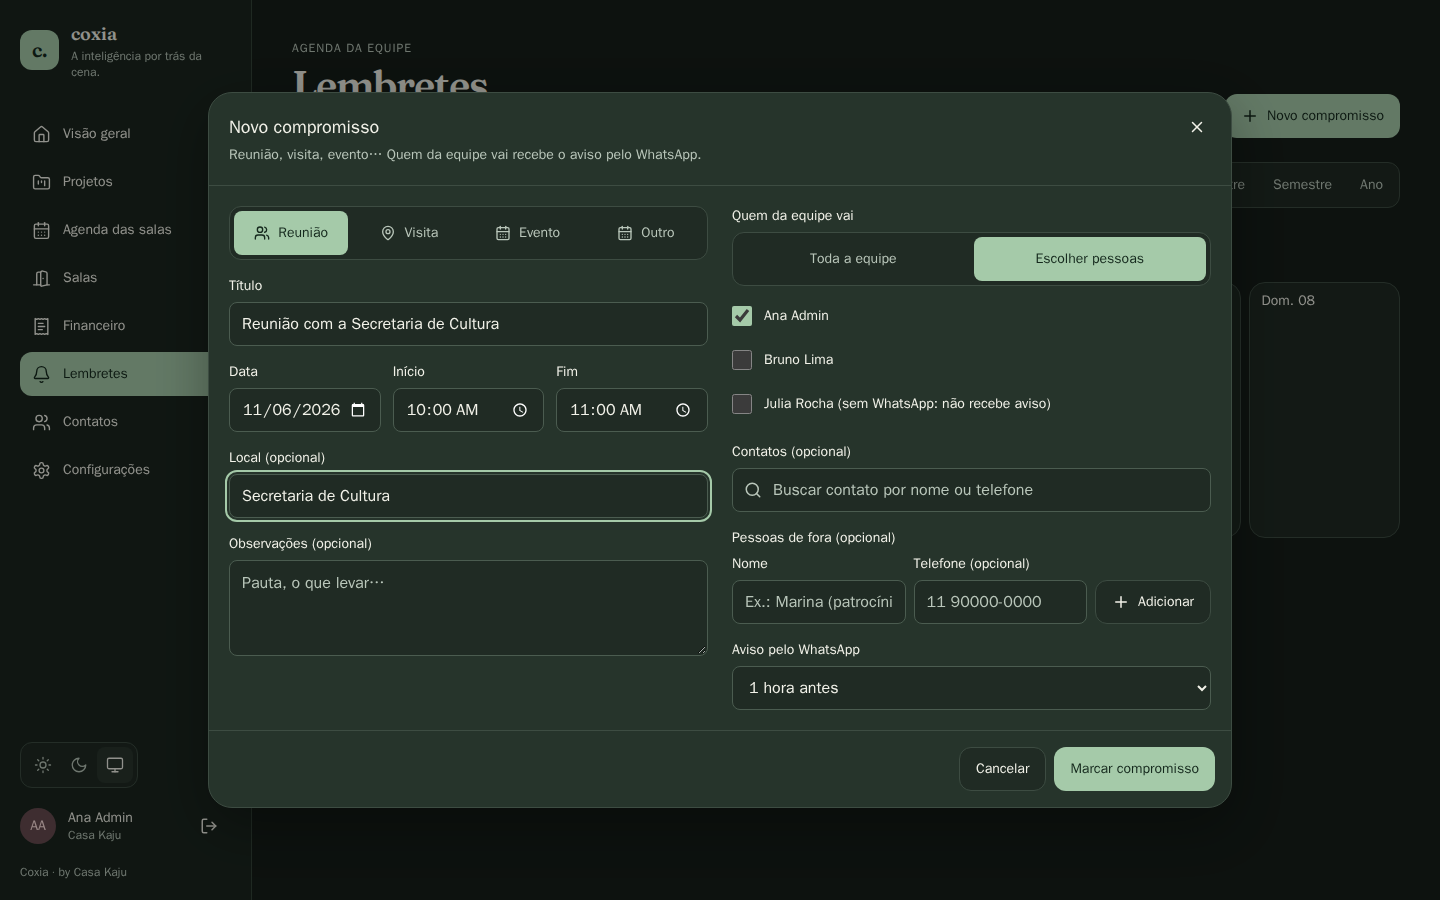 c.
coxia
A inteligência por trás da
cena.
Visão geral
Projetos
Agenda das salas
Salas
Financeiro
Lembretes
Contatos
Configurações
AA
Ana Admin
Casa Kaju
Coxia · by Casa Kaju
AGENDA DA EQUIPE
Lembretes
Novo compromisso
Semestre
Ano
Dom. 08
Novo compromisso
Reunião, visita, evento··· Quem da equipe vai recebe o aviso pelo WhatsApp.
Reunião
Visita
Evento
Outro
Título
Reunião com a Secretaria de Cultura
Data
Início
Fim
11/06/2026
10:00 AM
11:00 AM
Local (opcional)
Secretaria de Cultura
Observações (opcional)
Pauta, o que levar···
Quem da equipe vai
Toda a equipe
Escolher pessoas
Ana Admin
Bruno Lima
Julia Rocha (sem WhatsApp: não recebe aviso)
Contatos (opcional)
Buscar contato por nome ou telefone
Pessoas de fora (opcional)
Nome
Telefone (opcional)
Ex.: Marina (patrocíni
11 90000-0000
Adicionar
Aviso pelo WhatsApp
1 hora antes
Cancelar
Marcar compromisso